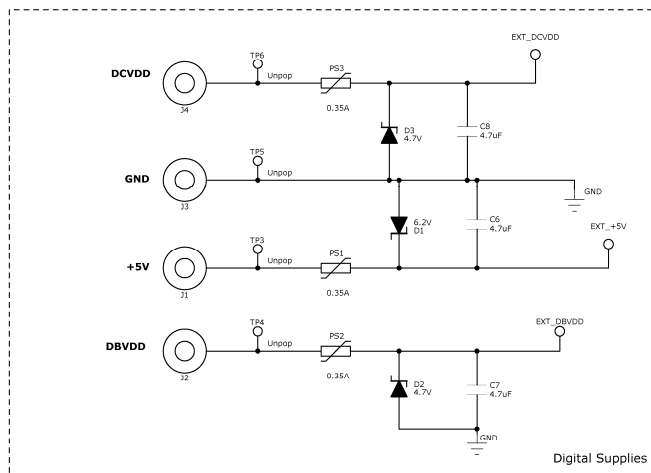 EXT_DCVDD
TP6
PS3
DCVDD
Unpop
J4
0.35A
D3
4.7V
C8
4.7uF
TP5
GND
Unpop
J3
GND
6.2V
D1
C6
4.7uF
EXT_+5V
TP3
PS1
+5V
Unpop
J1
0.35A
EXT_DBVDD
TP4
PS2
DBVDD
Unpop
J2
0.35A
D2
4.7V
C7
4.7uF
GND
Digital Supplies